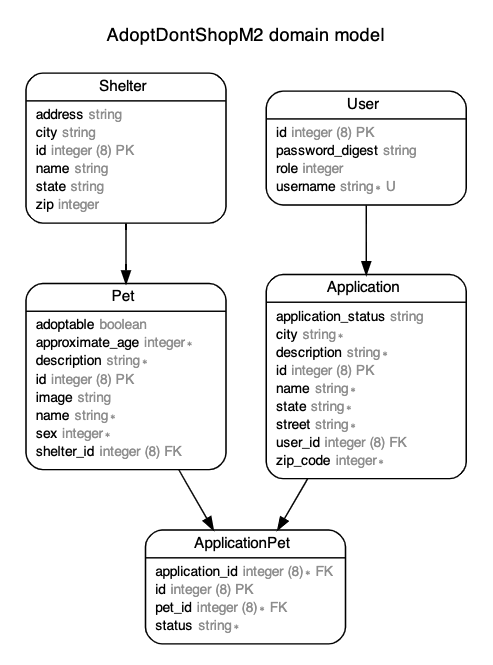 AdoptDontShopM2 domain model
Shelter
address string
city string
id integer (8) PK
name string
state string
zip integer
User
id integer (8) PK
password_digest string
role integer
username string∗ U
Pet
adoptable boolean
approximate_age integer∗
description string∗
id integer (8) PK
image string
name string∗
sex integer∗
shelter_id integer (8) FK
Application
application_status string
city string∗
description string∗
id integer (8) PK
name string∗
state string∗
street string∗
user_id integer (8) FK
zip_code integer∗
ApplicationPet
application_id integer (8)∗ FK
id integer (8) PK
pet_id integer (8)∗ FK
status string∗